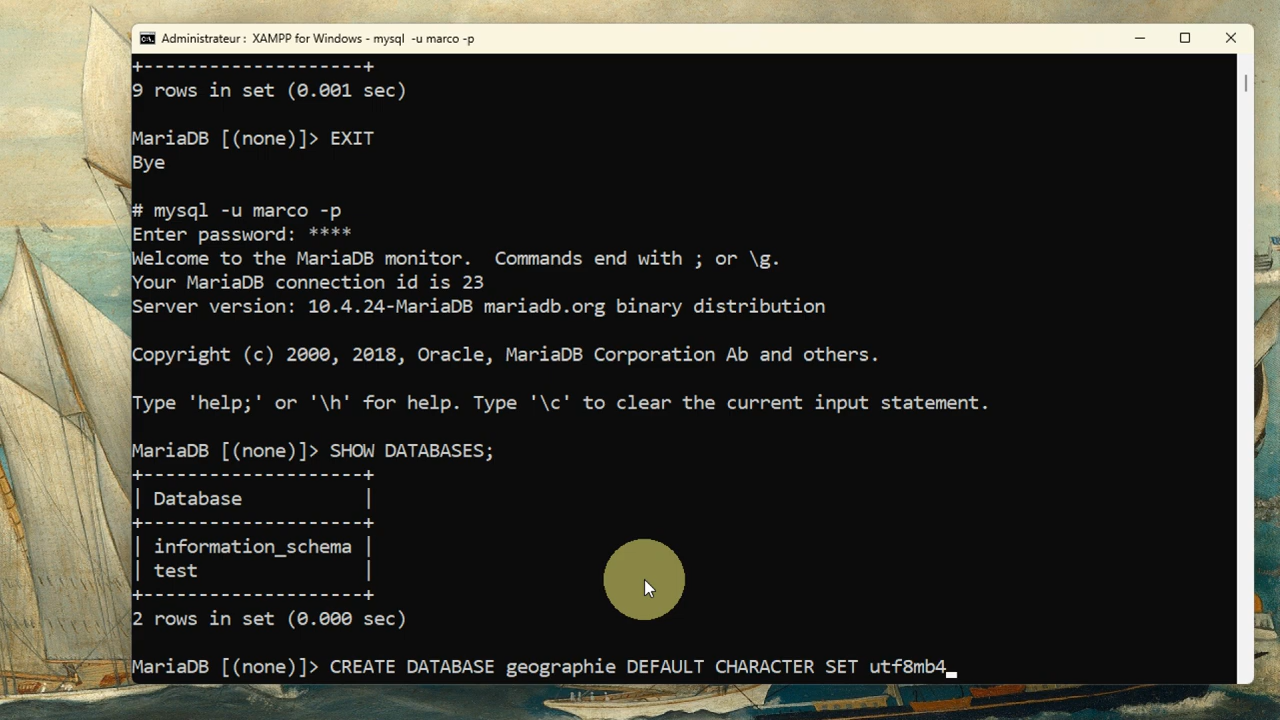 Administrateur : XAMPP for Windows - mysql -u marco -p
+--------------------+
9 rows in set (0.001 sec)
MariaDB [(none)]> EXIT
Bye
# mysql -u marco -p
Enter password: ****
Welcome to the MariaDB monitor.  Commands end with ; or \g.
Your MariaDB connection id is 23
Server version: 10.4.24-MariaDB mariadb.org binary distribution
Copyright (c) 2000, 2018, Oracle, MariaDB Corporation Ab and others.
Type 'help;' or '\h' for help. Type '\c' to clear the current input statement.
MariaDB [(none)]> SHOW DATABASES;
+--------------------+
| Database           |
+--------------------+
| information_schema |
| test               |
+--------------------+
2 rows in set (0.000 sec)
MariaDB [(none)]> CREATE DATABASE geographie DEFAULT CHARACTER SET utf8mb4